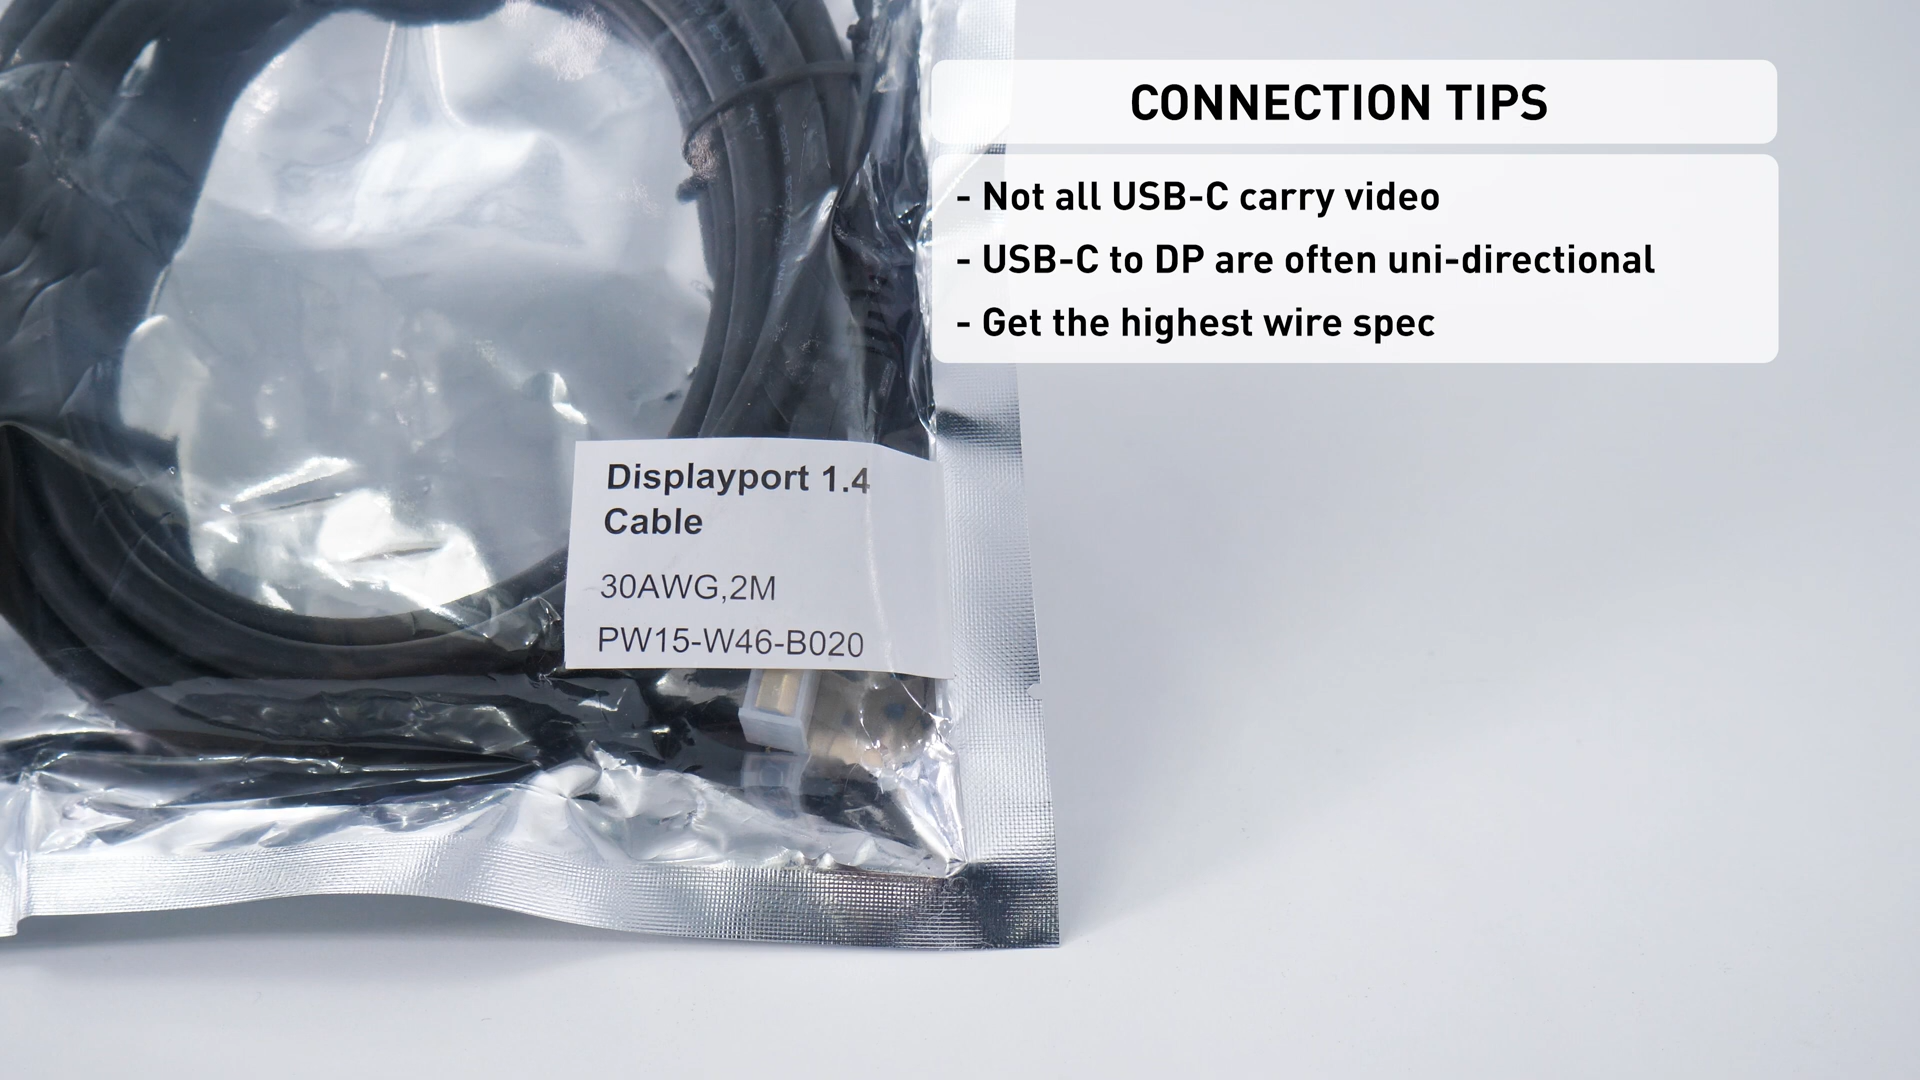 CONNECTION TIPS
- Not all USB-C carry video
- USB-C to DP are often uni-directional
- Get the highest wire spec
Displayport 1.4
Cable
30AWG,2M
PW15-W46-B020